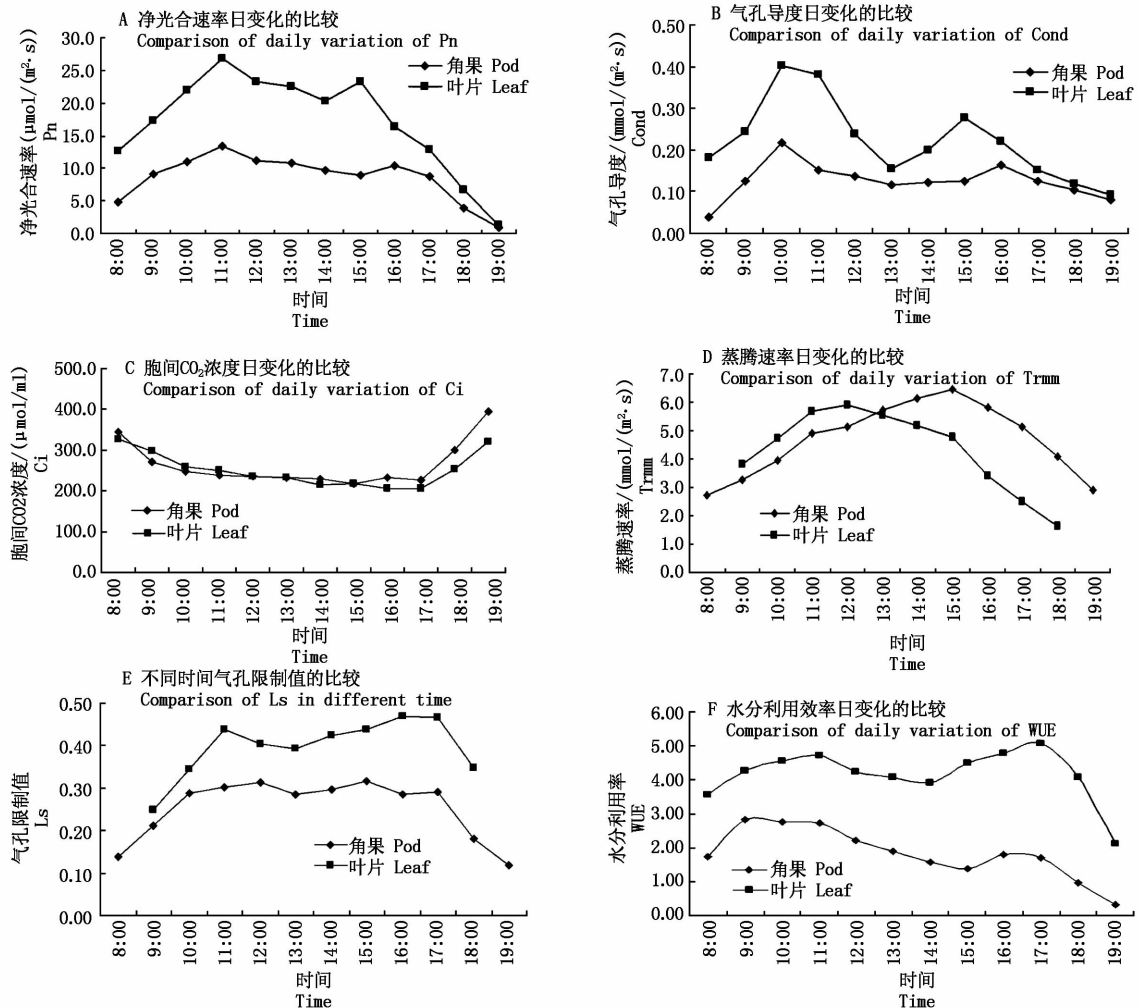 A 净光合速率日变化的比较
Comparison of daily variation of Pn
净光合速率(μmol/(m²·s))
Pn
30.0
25.0
20.0
15.0
10.0
5.0
0.0
角果 Pod
叶片 Leaf
8:00 9:00 10:00 11:00 12:00 13:00 14:00 15:00 16:00 17:00 18:00 19:00
时间
Time
B 气孔导度日变化的比较
Comparison of daily variation of Cond
气孔导度/(mmol/(m²·s))
Cond
0.50
0.40
0.30
0.20
0.10
0.00
角果 Pod
叶片 Leaf
8:00 9:00 10:00 11:00 12:00 13:00 14:00 15:00 16:00 17:00 18:00 19:00
时间
Time
C 胞间CO₂浓度日变化的比较
Comparison of daily variation of Ci
胞间CO2浓度/(μmol/ml)
Ci
500.0
400.0
300.0
200.0
100.0
0.0
角果 Pod
叶片 Leaf
8:00 9:00 10:00 11:00 12:00 13:00 14:00 15:00 16:00 17:00 18:00 19:00
时间
Time
D 蒸腾速率日变化的比较
Comparison of daily variation of Trmm
蒸腾速率/(mmol/(m²·s))
Trmm
7.0
6.0
5.0
4.0
3.0
2.0
1.0
0.0
角果 Pod
叶片 Leaf
8:00 9:00 10:00 11:00 12:00 13:00 14:00 15:00 16:00 17:00 18:00 19:00
时间
Time
E 不同时间气孔限制值的比较
Comparison of Ls in different time
气孔限制值
Ls
0.50
0.40
0.30
0.20
0.10
0.00
角果 Pod
叶片 Leaf
8:00 9:00 10:00 11:00 12:00 13:00 14:00 15:00 16:00 17:00 18:00 19:00
时间
Time
F 水分利用效率日变化的比较
Comparison of daily variation of WUE
水分利用率
WUE
6.00
5.00
4.00
3.00
2.00
1.00
0.00
角果 Pod
叶片 Leaf
8:00 9:00 10:00 11:00 12:00 13:00 14:00 15:00 16:00 17:00 18:00 19:00
时间
Time